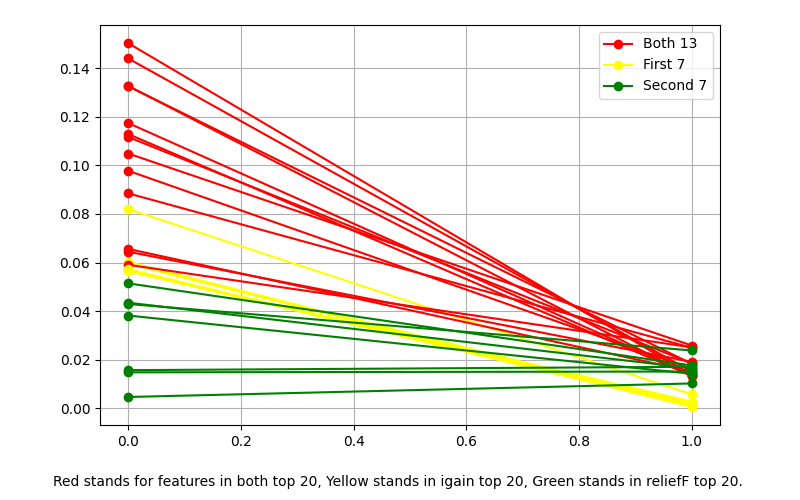 Both 13
First 7
Second 7
0.14
0.12
0.10
0.08
0.06
0.04
0.02
0.00
0.0 0.2 0.4 0.6 0.8 1.0
Red stands for features in both top 20, Yellow stands in igain top 20, Green stands in reliefF top 20.